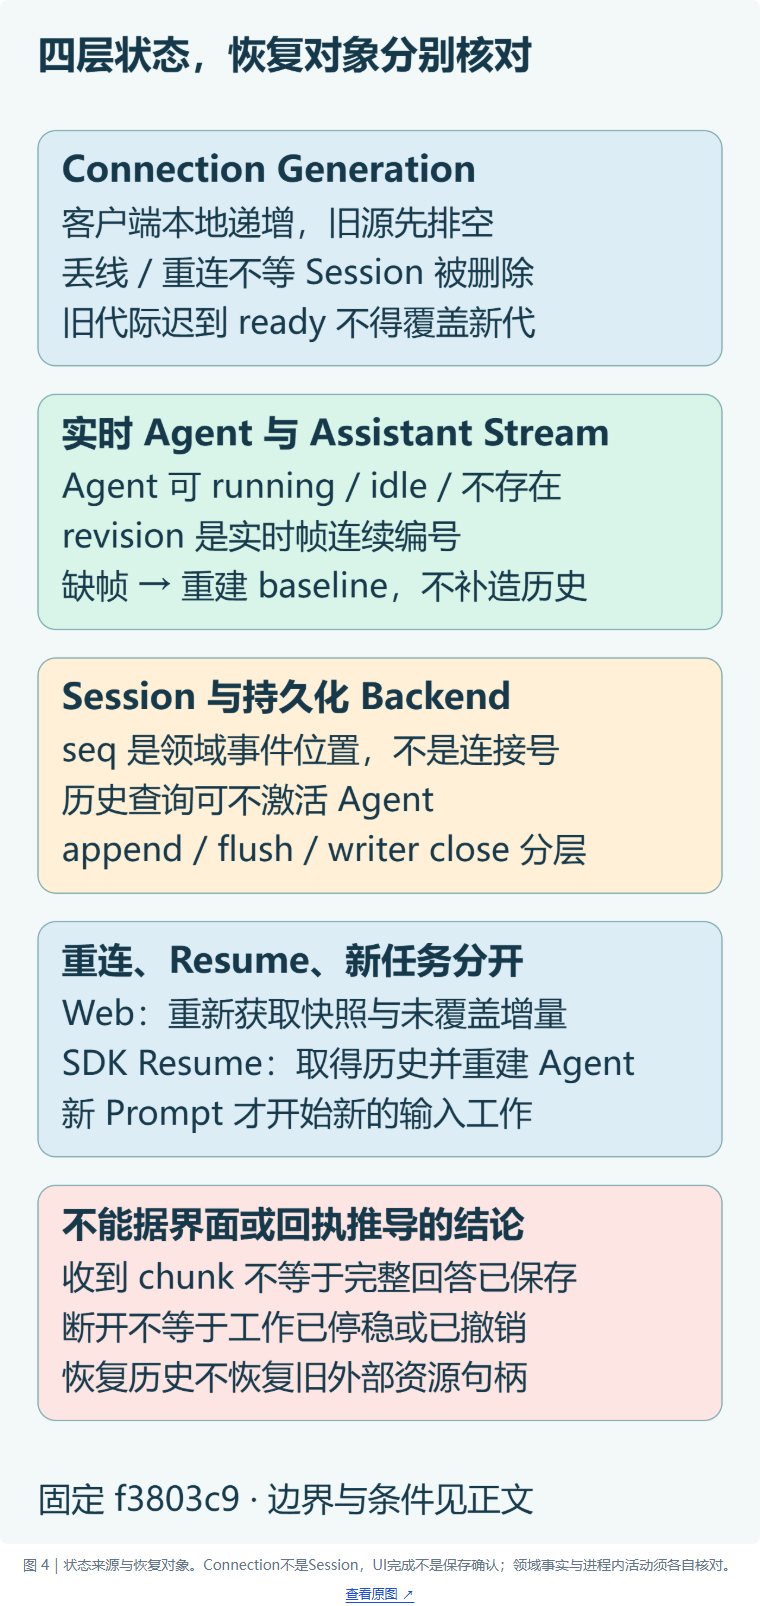 四层状态，恢复对象分别核对
Connection Generation
客户端本地递增，旧源先排空
丢线 / 重连不等 Session 被删除
旧代际迟到 ready 不得覆盖新代
实时 Agent 与 Assistant Stream
Agent 可 running / idle / 不存在
revision 是实时帧连续编号
缺帧 → 重建 baseline，不补造历史
Session 与持久化 Backend
seq 是领域事件位置，不是连接号
历史查询可不激活 Agent
append / flush / writer close 分层
重连、Resume、新任务分开
Web：重新获取快照与未覆盖增量
SDK Resume：取得历史并重建 Agent
新 Prompt 才开始新的输入工作
不能据界面或回执推导的结论
收到 chunk 不等于完整回答已保存
断开不等于工作已停稳或已撤销
恢复历史不恢复旧外部资源句柄
固定 f3803c9 · 边界与条件见正文
图 4｜状态来源与恢复对象。Connection不是Session，UI完成不是保存确认；领域事实与进程内活动须各自核对。
查看原图 ↗